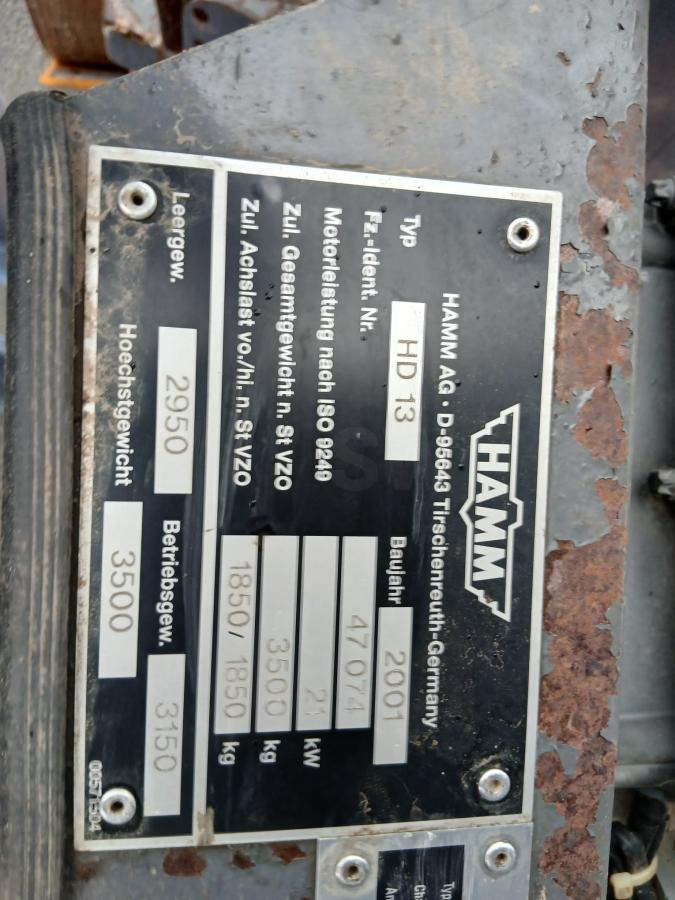 HAMM
HAMM AG · D-95643 Tirschenreuth-Germany
Typ HD 13 Baujahr 2001
Fz.-Ident. Nr. 47 074
Motorleistung nach ISO 9249 21 kW
Zul. Gesamtgewicht n. St VZO 3500 kg
Zul. Achslast vo./hi. n. St VZO 1850/ 1850 kg
Leergew. 2950 Betriebsgew. 3150
Hoechstgewicht 3500
Typ